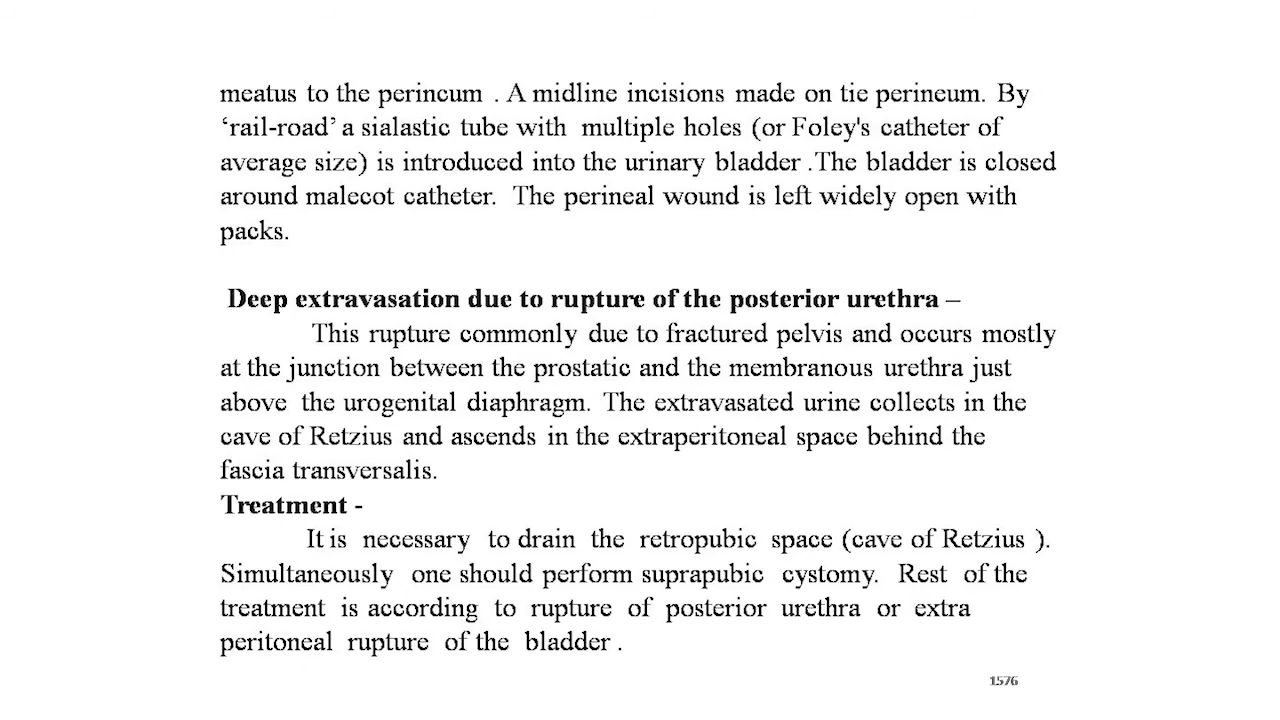 meatus to the perincum . A midline incisions made on tie perineum. By
‘rail-road’ a sialastic tube with multiple holes (or Foley's catheter of
average size) is introduced into the urinary bladder .The bladder is closed
around malecot catheter. The perineal wound is left widely open with
packs.
Deep extravasation due to rupture of the posterior urethra –
This rupture commonly due to fractured pelvis and occurs mostly
at the junction between the prostatic and the membranous urethra just
above the urogenital diaphragm. The extravasated urine collects in the
cave of Retzius and ascends in the extraperitoneal space behind the
fascia transversalis.
Treatment -
It is necessary to drain the retropubic space (cave of Retzius ).
Simultaneously one should perform suprapubic cystomy. Rest of the
treatment is according to rupture of posterior urethra or extra
peritoneal rupture of the bladder .
1576